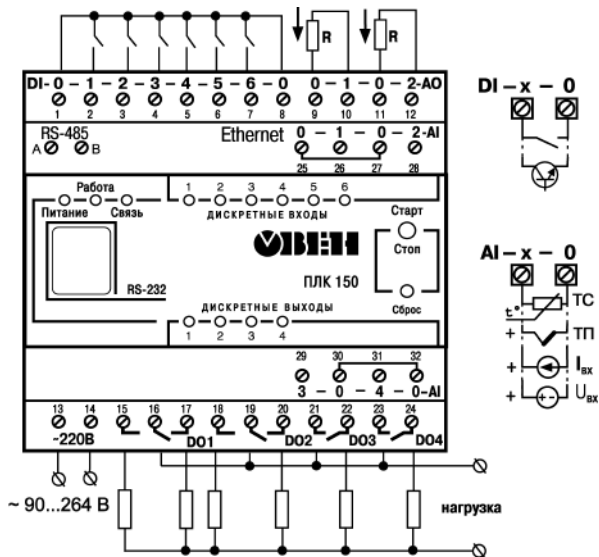 R R
DI- 0 - 1 - 2 - 3 - 4 - 5 - 6 - 0 0 - 1 - 0 - 2-AO
1 2 3 4 5 6 7 8 9 10 11 12
RS-485 Ethernet 0 - 1 - 0 - 2-AI
A B
25 26 27 28
Работа
Питание Связь
1 2 3 4 5 6
ДИСКРЕТНЫЕ ВХОДЫ
Старт
Стоп
ОВЕН
ПЛК 150
RS-232
ДИСКРЕТНЫЕ ВЫХОДЫ
1 2 3 4
Сброс
29 30 31 32
3 - 0 - 4 - 0-AI
13 14 15 16 17 18 19 20 21 22 23 24
~220В DO1 DO2 DO3 DO4
~ 90...264 В
нагрузка
DI – x – 0
AI – x – 0
t° ТС
+ ТП
+ Iвх
+ Uвх